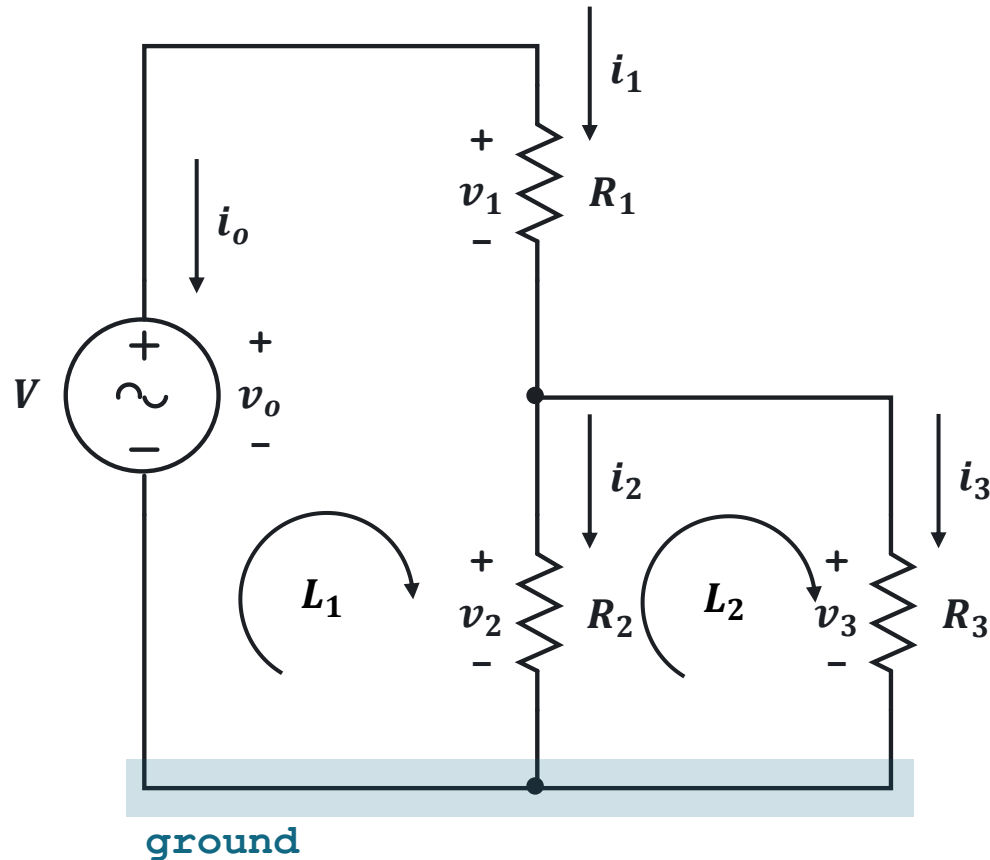 i₁
+
v₁ R₁
−
iₒ
+
V
vₒ
−
+
−
i₂
i₃
+
+
L₁
v₂ R₂
L₂
v₃ R₃
−
−
ground